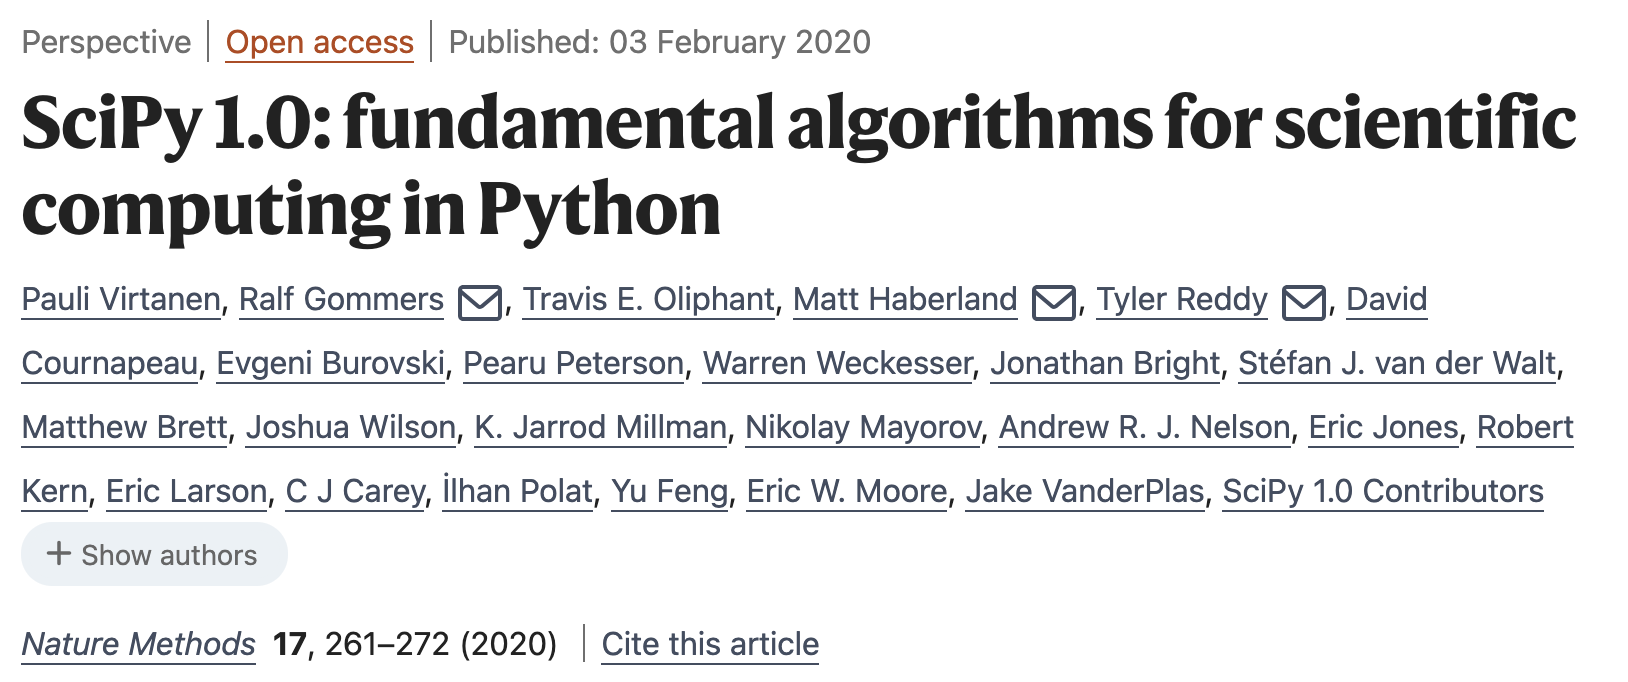 Perspective | Open access | Published: 03 February 2020
SciPy 1.0: fundamental algorithms for scientific
computing in Python
Pauli Virtanen, Ralf Gommers, Travis E. Oliphant, Matt Haberland, Tyler Reddy, David
Cournapeau, Evgeni Burovski, Pearu Peterson, Warren Weckesser, Jonathan Bright, Stéfan J. van der Walt,
Matthew Brett, Joshua Wilson, K. Jarrod Millman, Nikolay Mayorov, Andrew R. J. Nelson, Eric Jones, Robert
Kern, Eric Larson, C J Carey, İlhan Polat, Yu Feng, Eric W. Moore, Jake VanderPlas, SciPy 1.0 Contributors
+ Show authors
Nature Methods 17, 261–272 (2020) | Cite this article